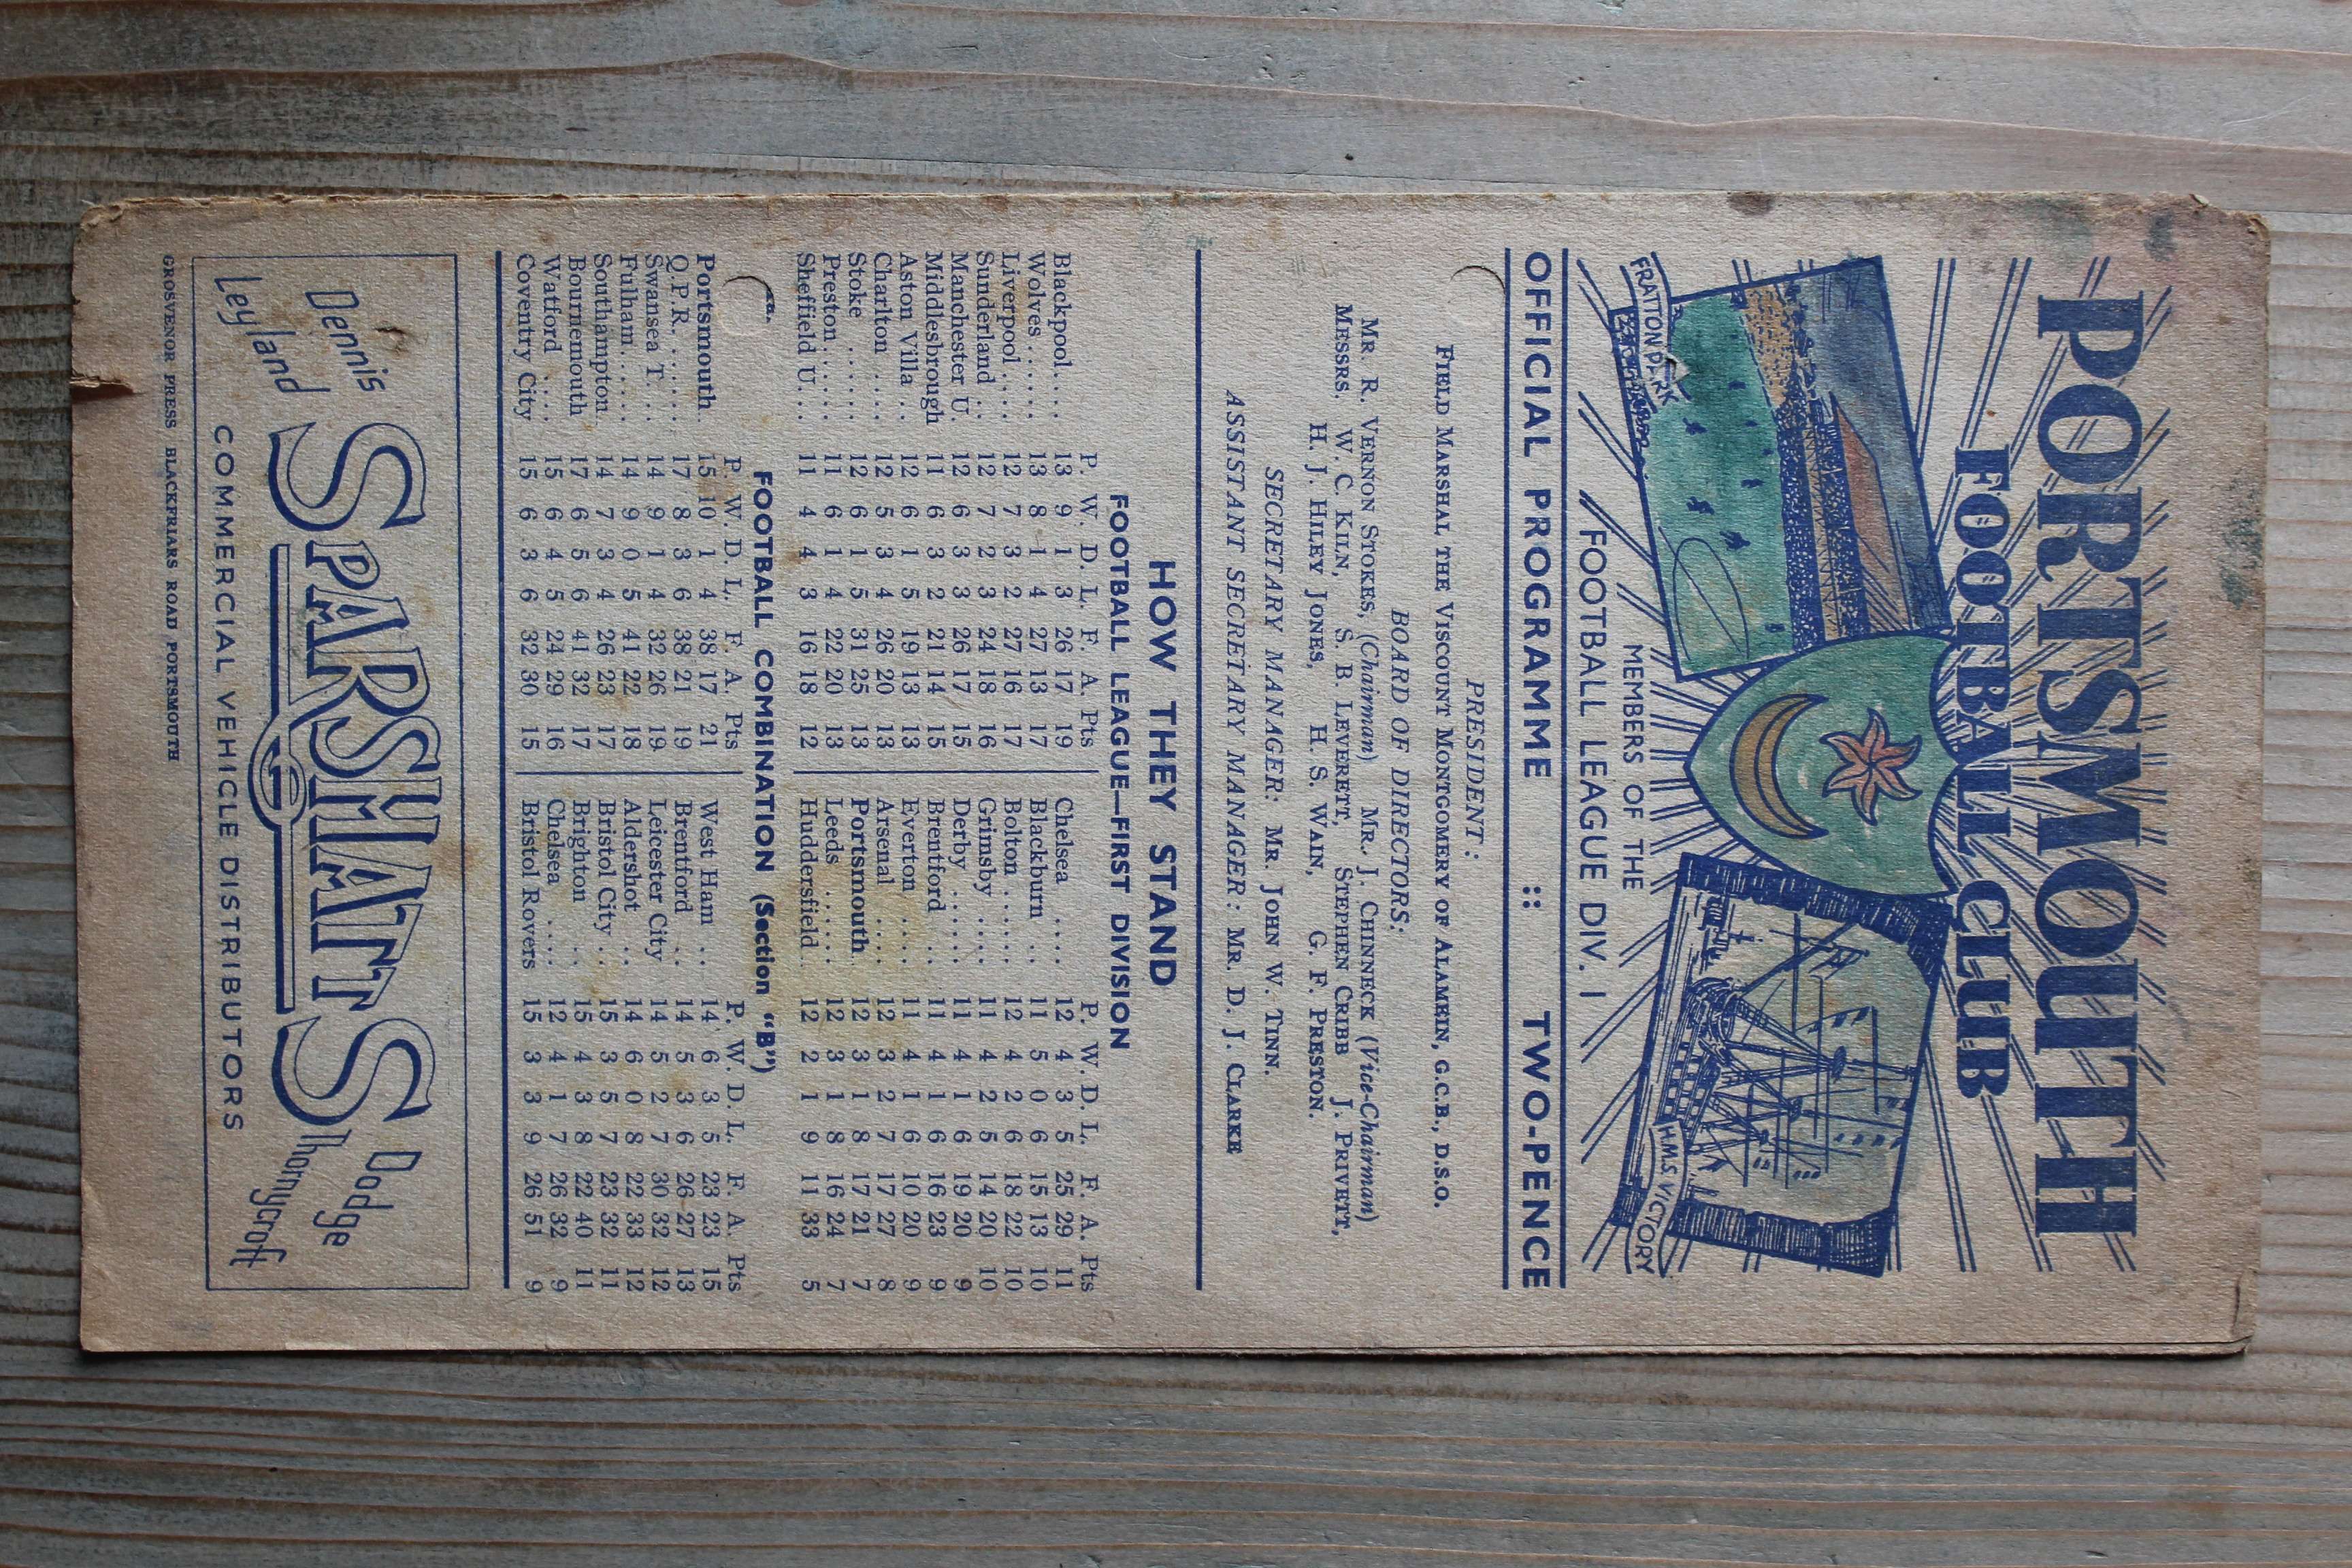 PORTSMOUTH
FOOTBALL CLUB
FRATTON PARK
H.M.S. VICTORY
MEMBERS OF THE
FOOTBALL LEAGUE DIV. 1
OFFICIAL PROGRAMME :: TWO-PENCE
PRESIDENT:
FIELD MARSHAL THE VISCOUNT MONTGOMERY OF ALAMEIN, G.C.B., D.S.O.
BOARD OF DIRECTORS:
MR. R. VERNON STOKES, (Chairman) MR. J. CHINNECK (Vice-Chairman)
MESSRS. W. C. KILN, S. B. LEVERETT, STEPHEN CRIBB J. PRIVETT,
H. J. HILEY JONES, H. S. WAIN, G. F. PRESTON.
SECRETARY MANAGER: MR. JOHN W. TINN.
ASSISTANT SECRETARY MANAGER: MR. D. J. CLARKE
HOW THEY STAND
FOOTBALL LEAGUE—FIRST DIVISION
P. W. D. L. F. A. Pts P. W. D. L. F. A. Pts
Blackpool.... 13 9 1 3 26 17 19 Chelsea .... 12 4 3 5 25 29 11
Wolves ...... 13 8 1 4 27 13 17 Blackburn .. 11 5 0 6 15 13 10
Liverpool.... 12 7 3 2 27 16 17 Bolton ...... 12 4 2 6 18 22 10
Sunderland .. 12 7 2 3 24 18 16 Grimsby .... 11 4 2 5 14 20 10
Manchester U. 12 6 3 3 26 17 15 Derby ...... 11 4 1 6 19 20 9
Middlesbrough 11 6 3 2 21 14 15 Brentford .. 11 4 1 6 16 23 9
Aston Villa .. 12 6 1 5 19 13 13 Everton .... 11 4 1 6 10 20 9
Charlton .... 12 5 3 4 26 20 13 Arsenal .... 12 3 2 7 17 27 8
Stoke ...... 12 6 1 5 31 25 13 Portsmouth. 12 3 1 8 17 21 7
Preston...... 11 6 1 4 22 20 13 Leeds ...... 12 3 1 8 16 24 7
Sheffield U... 11 4 4 3 16 18 12 Huddersfield.. 12 2 1 9 11 33 5
FOOTBALL COMBINATION (Section "B")
P. W. D. L. F. A. Pts P. W. D. L. F. A. Pts
Portsmouth. 15 10 1 4 38 17 21 West Ham .. 14 6 3 5 23 23 15
Q.P.R. ...... 17 8 3 6 38 21 19 Brentford .. 14 5 3 6 26 27 13
Swansea T. .. 14 9 1 4 32 26 19 Leicester City 14 5 2 7 30 32 12
Fulham...... 14 9 0 5 41 22 18 Aldershot .. 14 6 0 8 22 33 12
Southampton. 14 7 3 4 26 23 17 Bristol City .. 15 3 5 7 23 32 11
Bournemouth 17 6 5 6 41 32 17 Brighton .. 15 4 3 8 22 40 11
Watford .... 15 6 4 5 24 29 16 Chelsea .... 12 4 1 7 26 32 9
Coventry City 15 6 3 6 32 30 15 Bristol Rovers 15 3 3 9 26 51 9
Dennis Dodge
SPARSHATTS
Leyland Thornycroft
COMMERCIAL VEHICLE DISTRIBUTORS
GROSVENOR PRESS BLACKFRIARS ROAD PORTSMOUTH